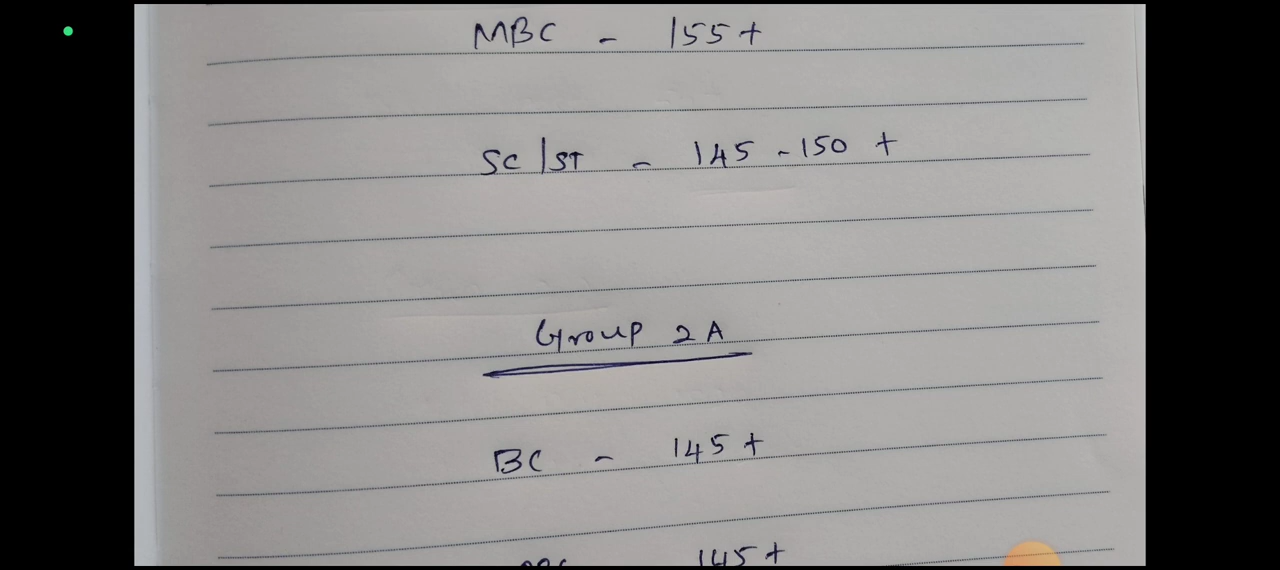 MBC - 155+
SC/ST - 145-150+
Group 2A
BC - 145+
145+